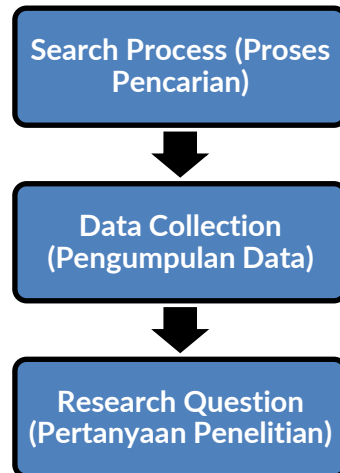 Search Process (Proses
Pencarian)
Data Collection
(Pengumpulan Data)
Research Question
(Pertanyaan Penelitian)